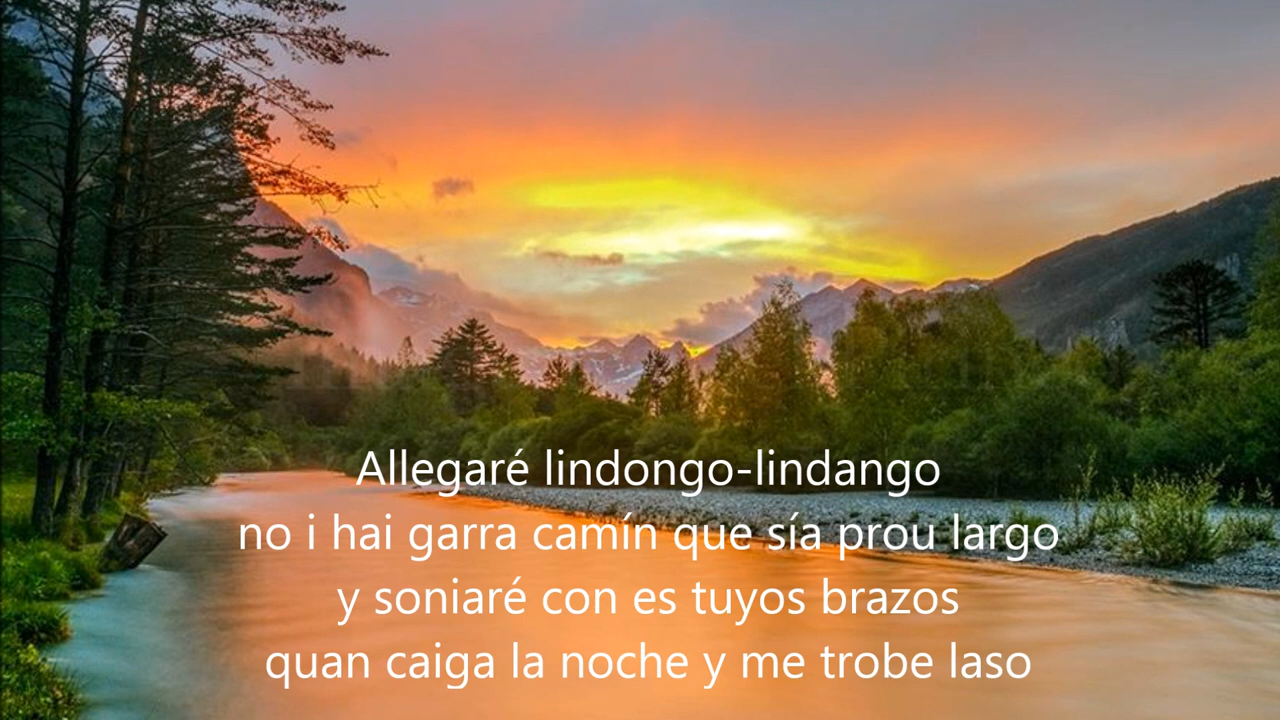 Allegaré lindongo-lindango
no i hai garra camín que sía prou largo
y soniaré con es tuyos brazos
quan caiga la noche y me trobe laso